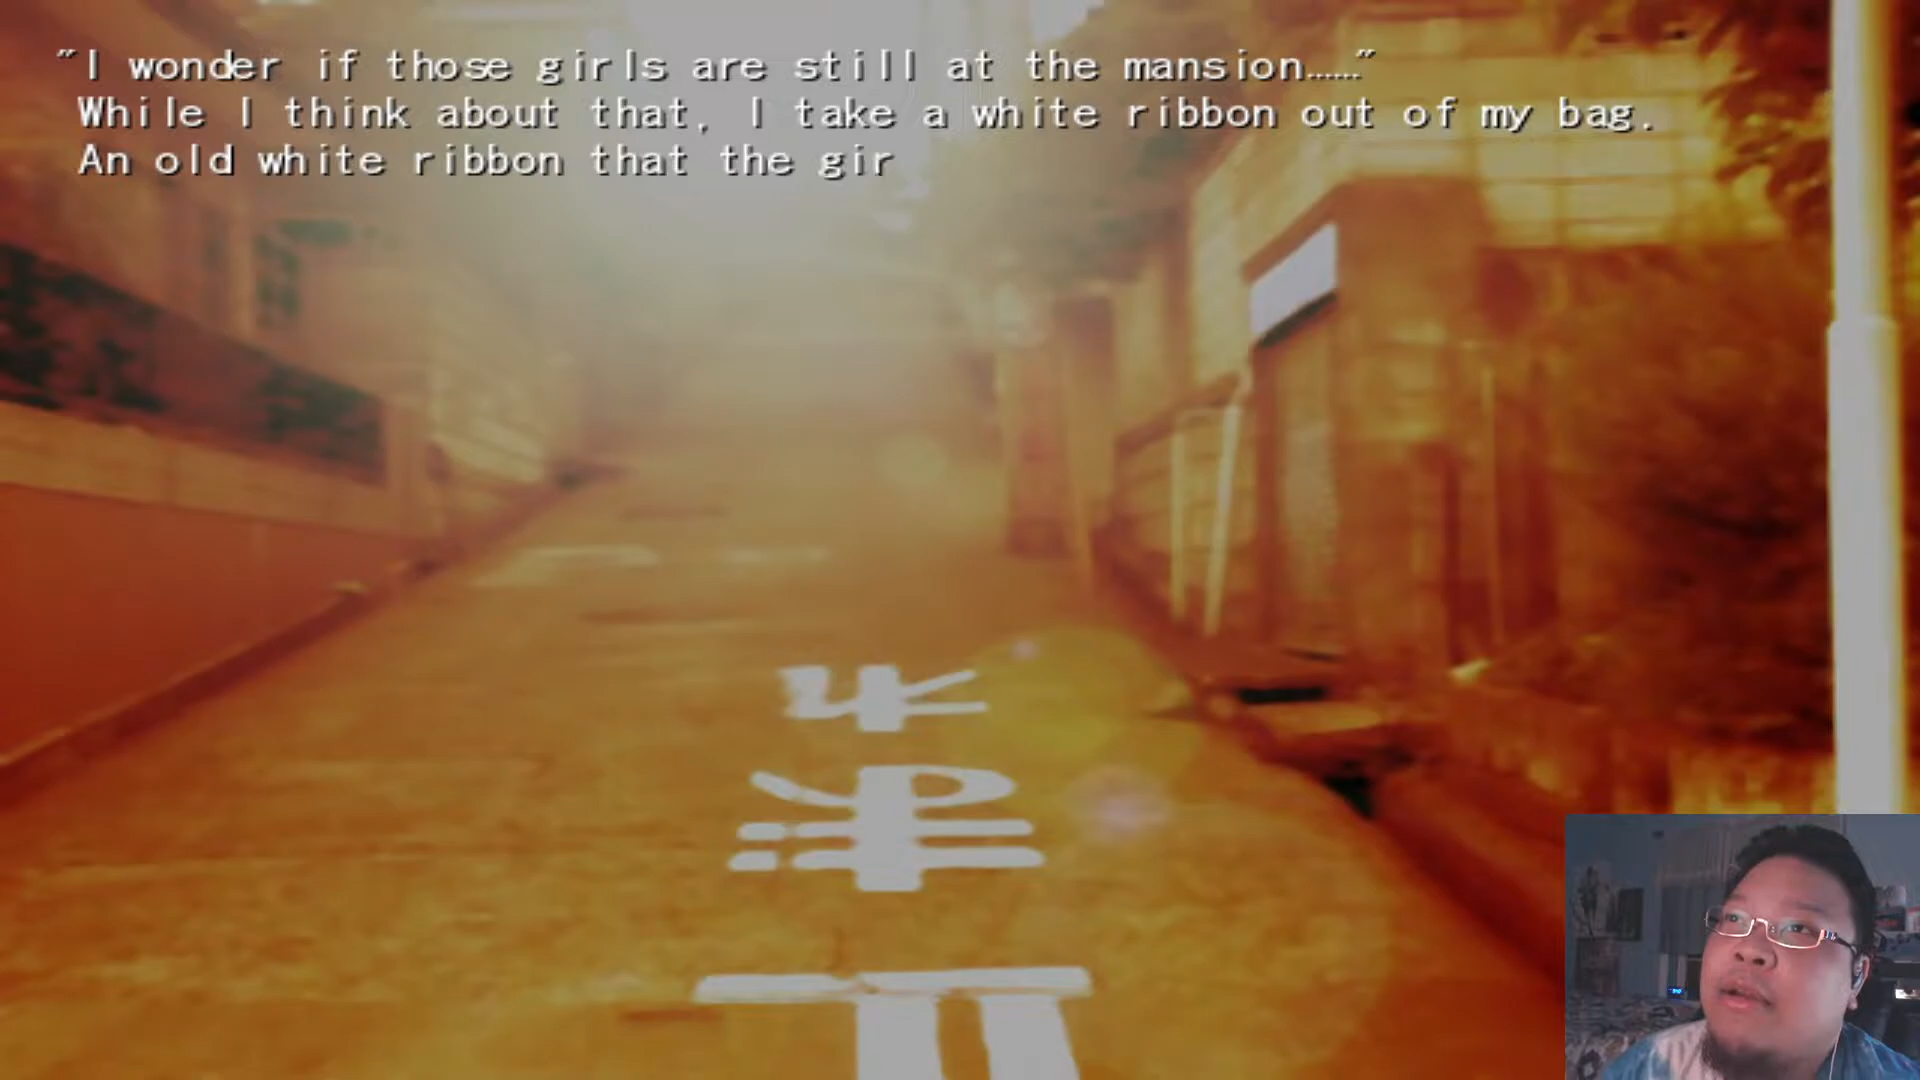 "I wonder if those girls are still at the mansion......"
While I think about that, I take a white ribbon out of my bag.
An old white ribbon that the gir